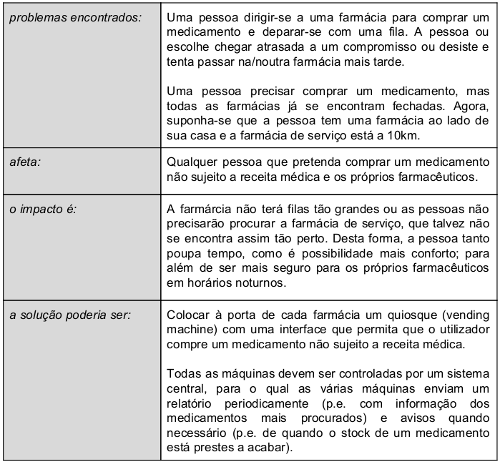 problemas encontrados:
Uma pessoa dirigir-se a uma farmácia para comprar um
medicamento e deparar-se com uma fila. A pessoa ou
escolhe chegar atrasada a um compromisso ou desiste e
tenta passar na/noutra farmácia mais tarde.
Uma pessoa precisar comprar um medicamento, mas
todas as farmácias já se encontram fechadas. Agora,
suponha-se que a pessoa tem uma farmácia ao lado de
sua casa e a farmácia de serviço está a 10km.
afeta:
Qualquer pessoa que pretenda comprar um medicamento
não sujeito a receita médica e os próprios farmacêuticos.
o impacto é:
A farmárcia não terá filas tão grandes ou as pessoas não
precisarão procurar a farmácia de serviço, que talvez não
se encontra assim tão perto. Desta forma, a pessoa tanto
poupa tempo, como é possibilidade mais conforto; para
além de ser mais seguro para os próprios farmacêuticos
em horários noturnos.
a solução poderia ser:
Colocar à porta de cada farmácia um quiosque (vending
machine) com uma interface que permita que o utilizador
compre um medicamento não sujeito a receita médica.
Todas as máquinas devem ser controladas por um sistema
central, para o qual as várias máquinas enviam um
relatório periodicamente (p.e. com informação dos
medicamentos mais procurados) e avisos quando
necessário (p.e. de quando o stock de um medicamento
está prestes a acabar).